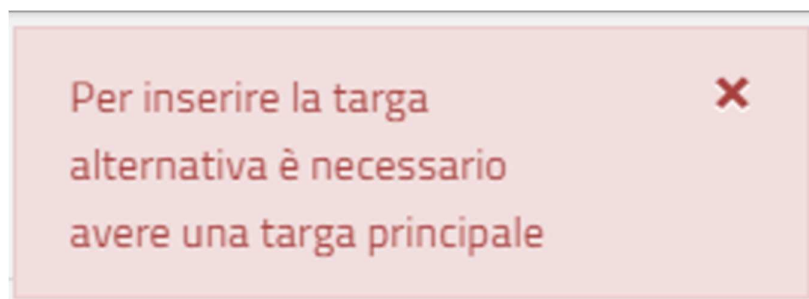 Per inserire la targa
alternativa è necessario
avere una targa principale